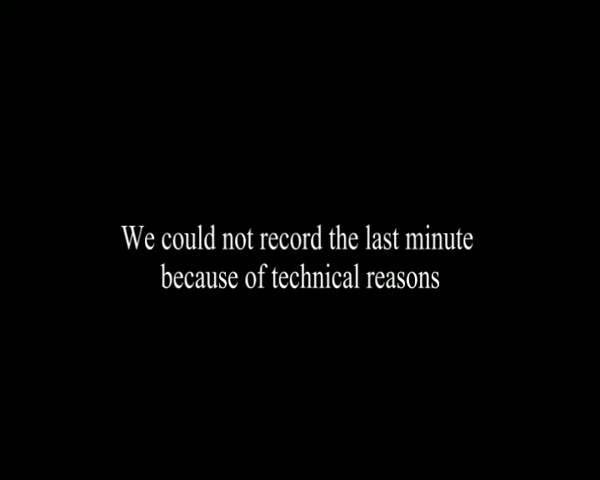 We could not record the last minute
because of technical reasons